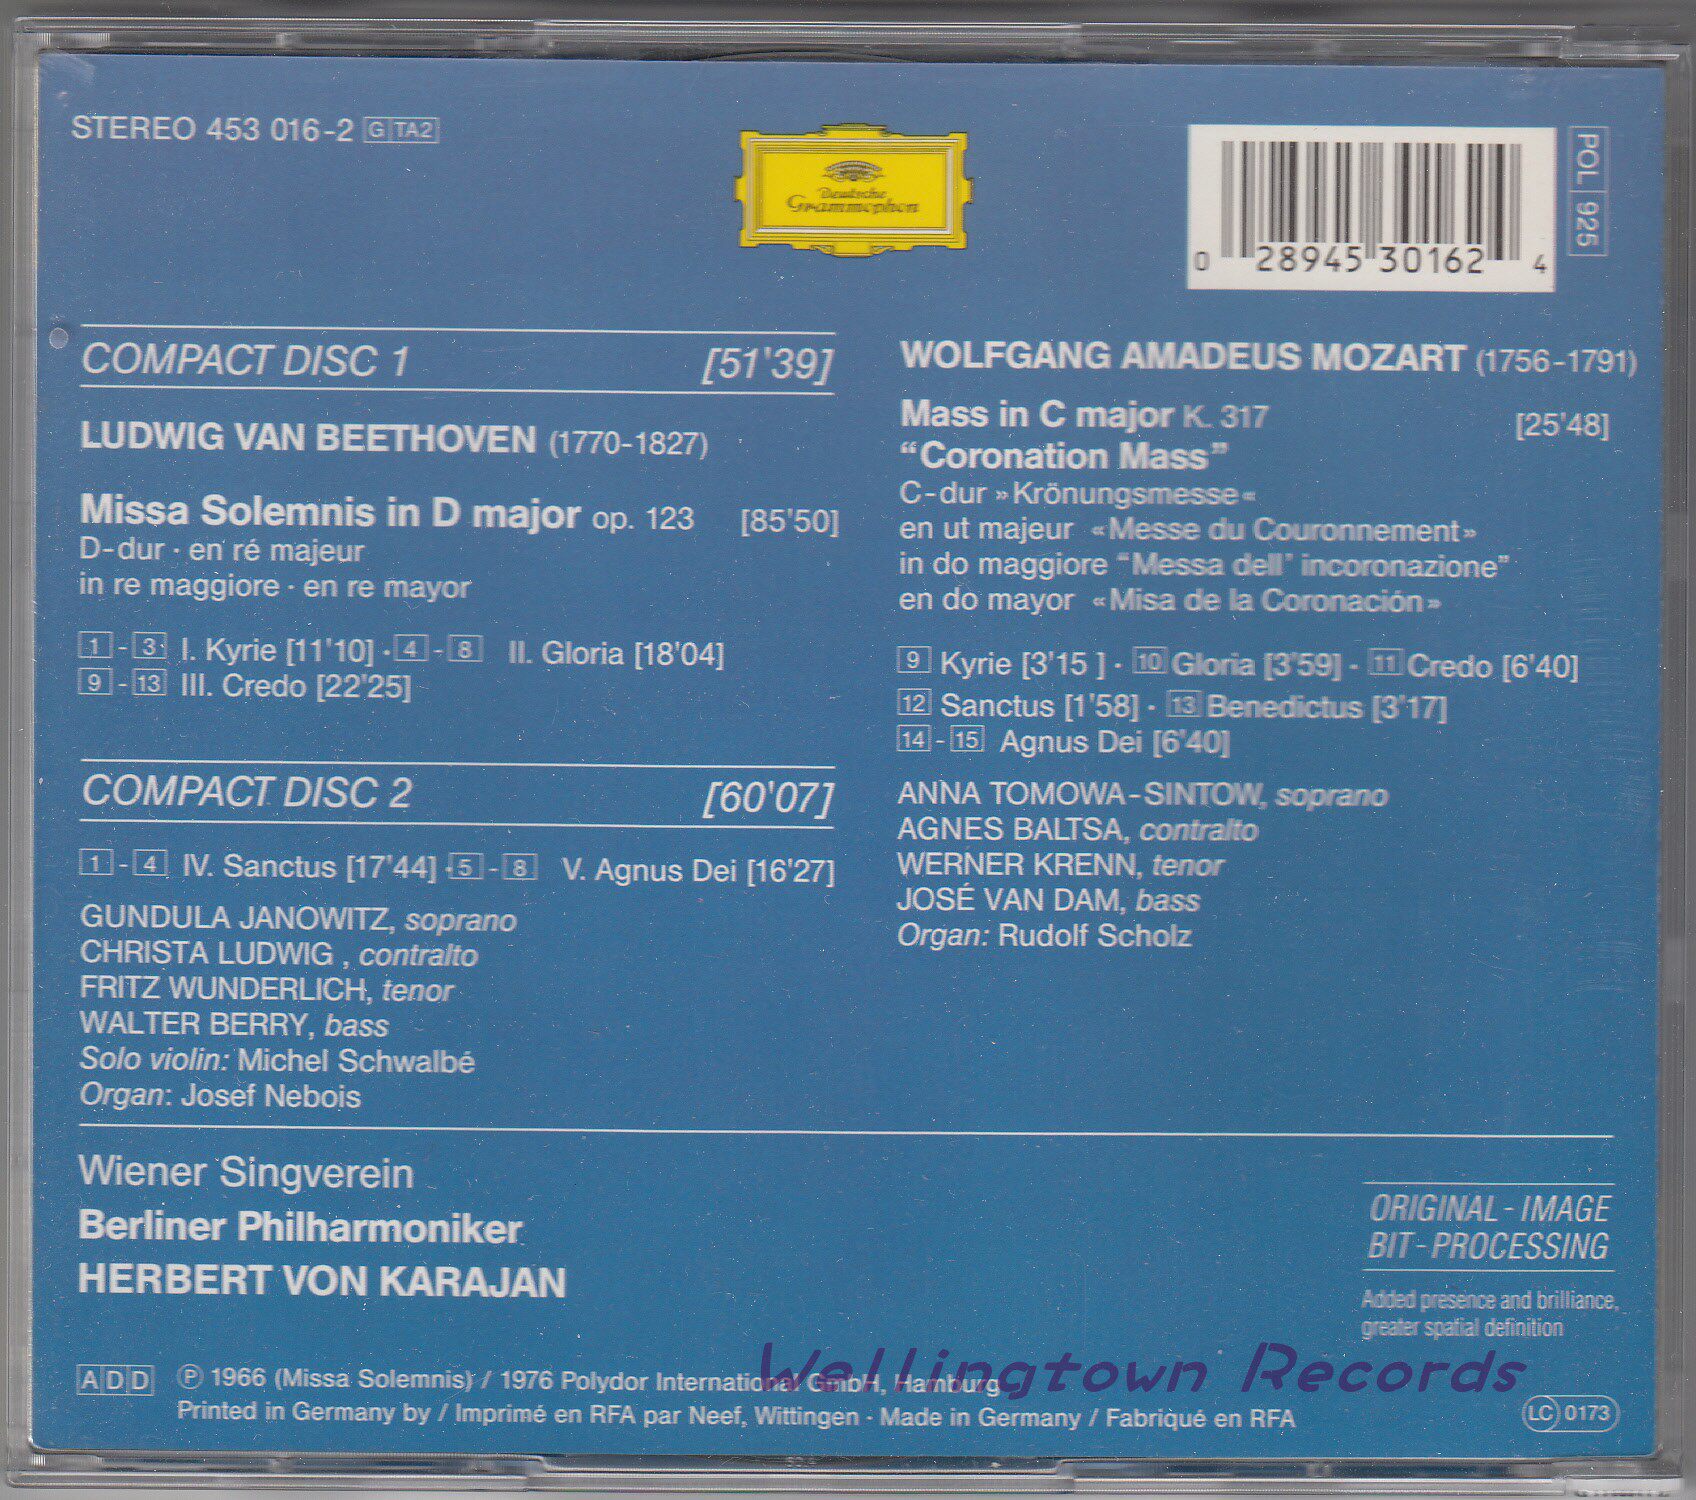 STEREO 453 016-2 G TA2
Deutsche
Grammophon
0 28945 30162 4
POL 925
COMPACT DISC 1 [51'39]
LUDWIG VAN BEETHOVEN (1770-1827)
Missa Solemnis in D major op. 123 [85'50]
D-dur · en ré majeur
in re maggiore · en re mayor
1 - 3 I. Kyrie [11'10] · 4 - 8 II. Gloria [18'04]
9 - 13 III. Credo [22'25]
COMPACT DISC 2 [60'07]
1 - 4 IV. Sanctus [17'44] · 5 - 8 V. Agnus Dei [16'27]
GUNDULA JANOWITZ, soprano
CHRISTA LUDWIG , contralto
FRITZ WUNDERLICH, tenor
WALTER BERRY, bass
Solo violin: Michel Schwalbé
Organ: Josef Nebois
WOLFGANG AMADEUS MOZART (1756-1791)
Mass in C major K. 317 [25'48]
“Coronation Mass”
C-dur »Krönungsmesse«
en ut majeur «Messe du Couronnement»
in do maggiore “Messa dell' incoronazione”
en do mayor «Misa de la Coronación»
9 Kyrie [3'15 ] · 10 Gloria [3'59] · 11 Credo [6'40]
12 Sanctus [1'58] · 13 Benedictus [3'17]
14 - 15 Agnus Dei [6'40]
ANNA TOMOWA-SINTOW, soprano
AGNES BALTSA, contralto
WERNER KRENN, tenor
JOSÉ VAN DAM, bass
Organ: Rudolf Scholz
Wiener Singverein
Berliner Philharmoniker
HERBERT VON KARAJAN
ORIGINAL-IMAGE
BIT-PROCESSING
Added presence and brilliance,
greater spatial definition
Wellingtown Records
ADD ℗ 1966 (Missa Solemnis) / 1976 Polydor International GmbH, Hamburg
Printed in Germany by / Imprimé en RFA par Neef, Wittingen · Made in Germany / Fabriqué en RFA
LC 0173